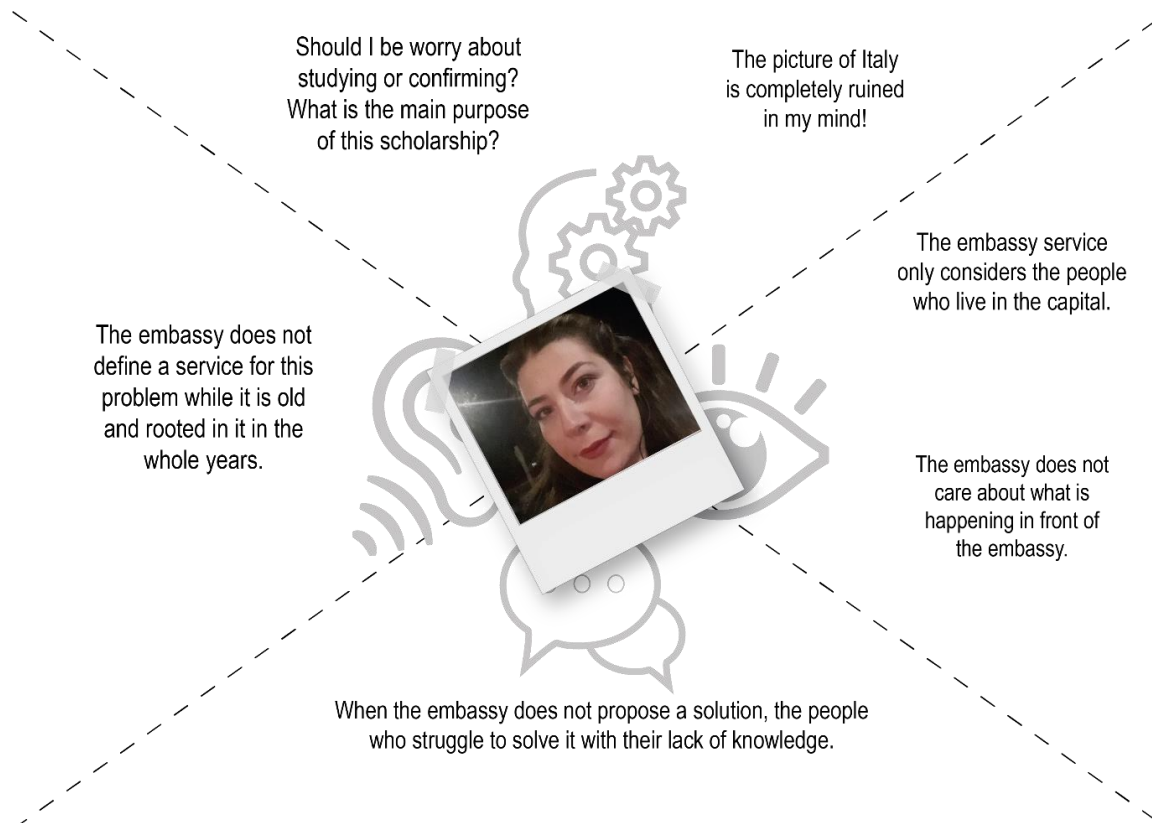 Should I be worry about
studying or confirming?
What is the main purpose
of this scholarship?
The picture of Italy
is completely ruined
in my mind!
The embassy service
only considers the people
who live in the capital.
The embassy does not
define a service for this
problem while it is old
and rooted in it in the
whole years.
The embassy does not
care about what is
happening in front of
the embassy.
When the embassy does not propose a solution, the people
who struggle to solve it with their lack of knowledge.